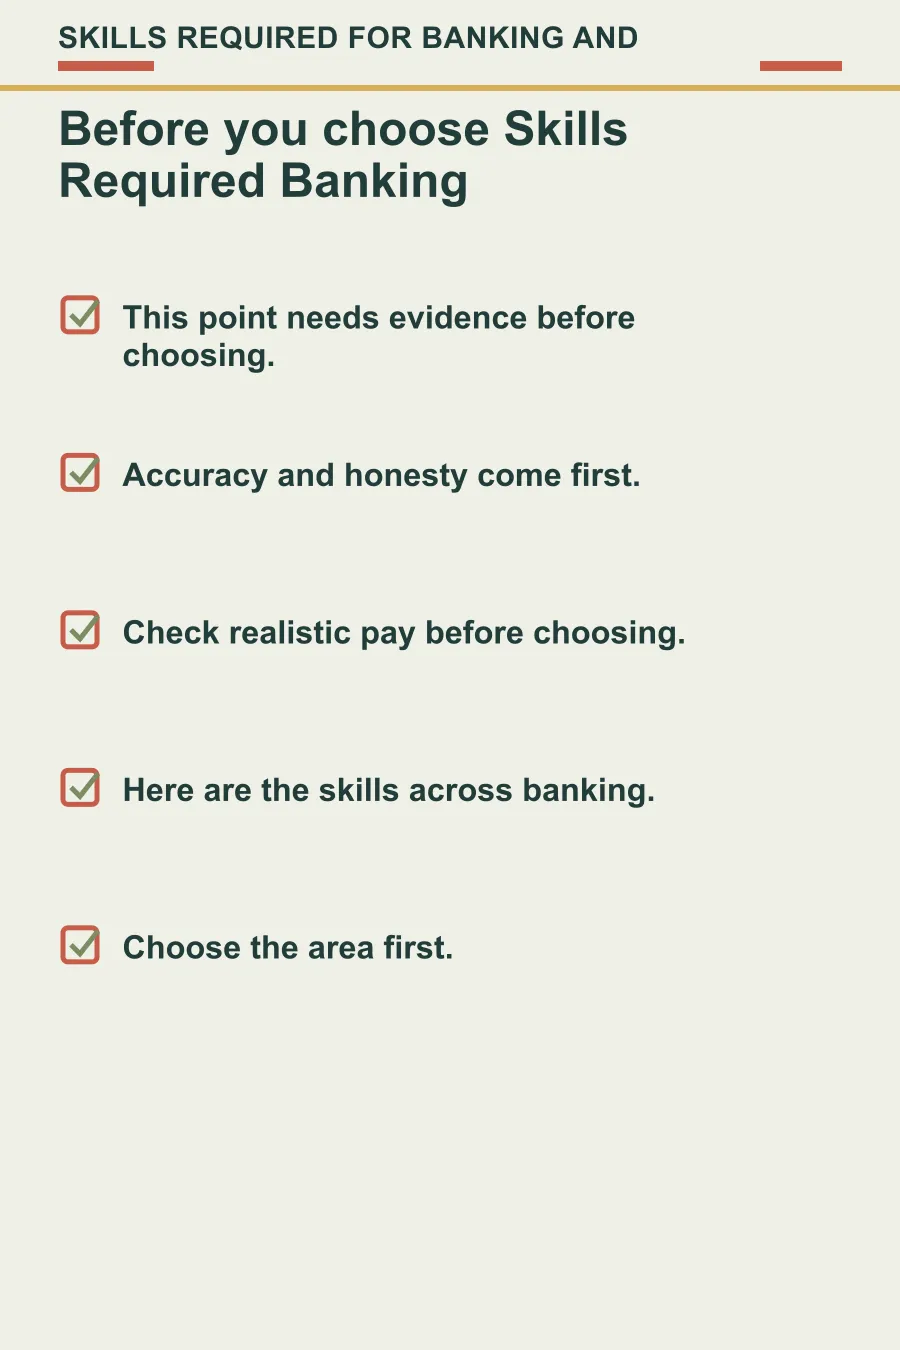 SKILLS REQUIRED FOR BANKING AND
Before you choose Skills
Required Banking
This point needs evidence before
choosing.
Accuracy and honesty come first.
Check realistic pay before choosing.
Here are the skills across banking.
Choose the area first.